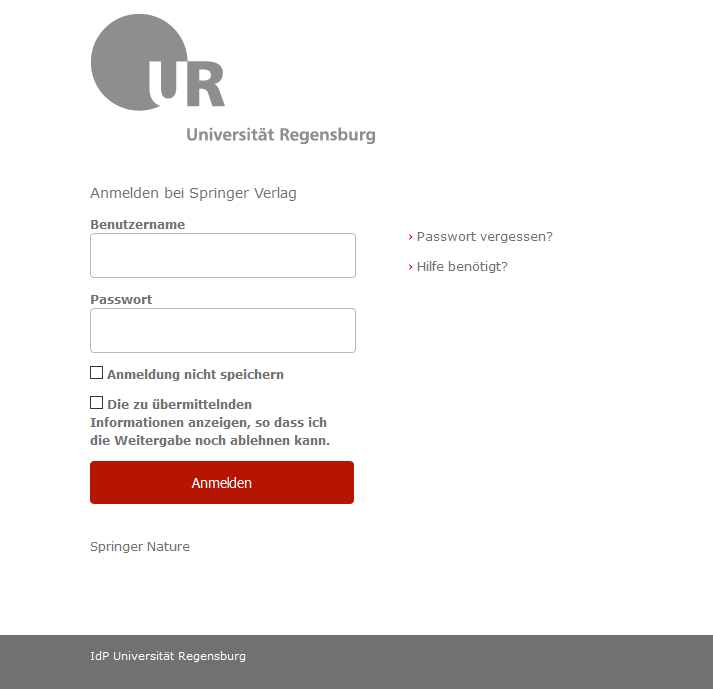 UR
Universität Regensburg
Anmelden bei Springer Verlag
Benutzername
› Passwort vergessen?
› Hilfe benötigt?
Passwort
Anmeldung nicht speichern
Die zu übermittelnden
Informationen anzeigen, so dass ich
die Weitergabe noch ablehnen kann.
Anmelden
Springer Nature
IdP Universität Regensburg